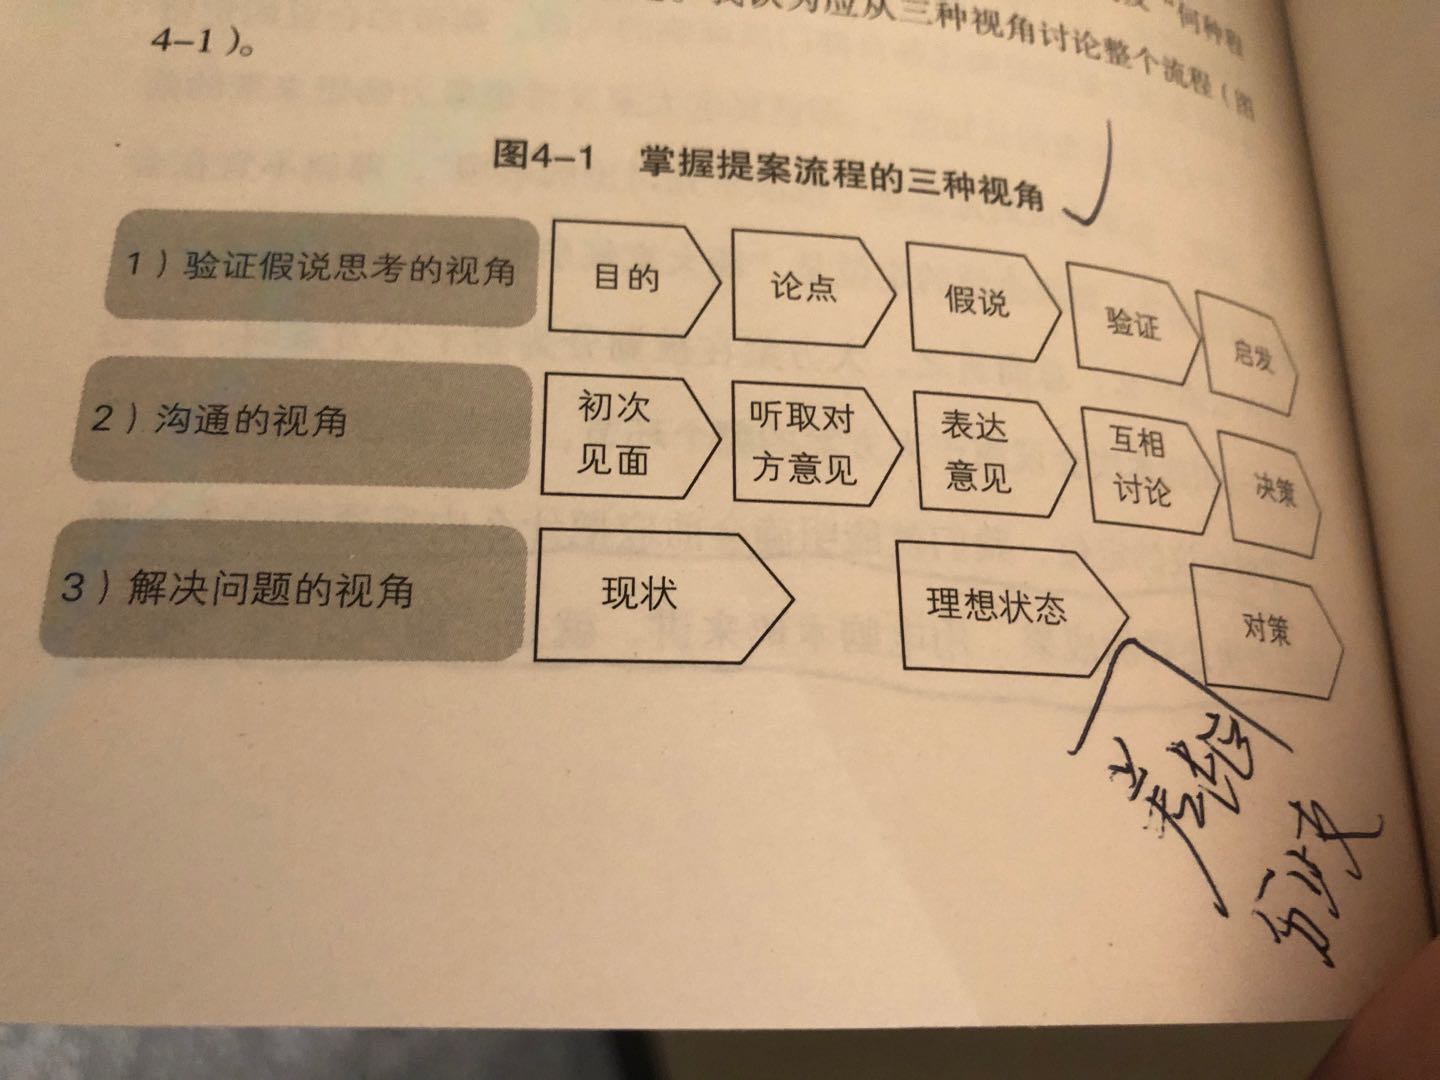 “何种程
我认为应从三种视角讨论整个流程（图
4-1）。
图4-1 掌握提案流程的三种视角
1）验证假说思考的视角
目的
论点
假说
验证
启发
2）沟通的视角
初次
见面
听取对
方意见
表达
意见
互相
讨论
决策
3）解决问题的视角
现状
理想状态
对策
差距
分析